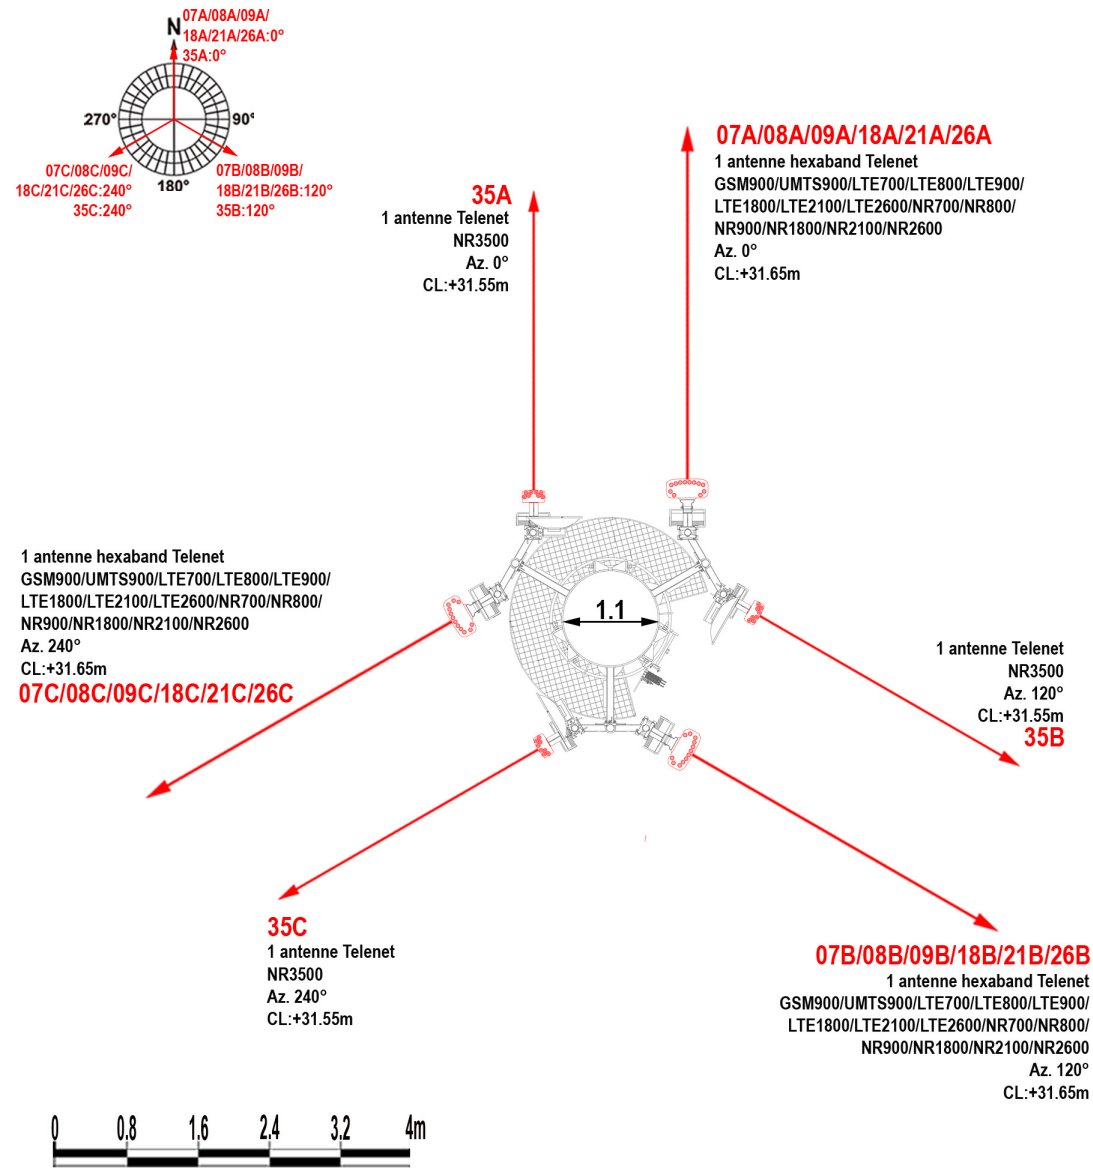 07A/08A/09A/
N
18A/21A/26A:0°
35A:0°
270°
90°
07C/08C/09C/
18C/21C/26C:240°
35C:240°
180°
07B/08B/09B/
18B/21B/26B:120°
35B:120°
35A
1 antenne Telenet
NR3500
Az. 0°
CL:+31.55m
07A/08A/09A/18A/21A/26A
1 antenne hexaband Telenet
GSM900/UMTS900/LTE700/LTE800/LTE900/
LTE1800/LTE2100/LTE2600/NR700/NR800/
NR900/NR1800/NR2100/NR2600
Az. 0°
CL:+31.65m
1 antenne hexaband Telenet
GSM900/UMTS900/LTE700/LTE800/LTE900/
LTE1800/LTE2100/LTE2600/NR700/NR800/
NR900/NR1800/NR2100/NR2600
Az. 240°
CL:+31.65m
07C/08C/09C/18C/21C/26C
1.1
1 antenne Telenet
NR3500
Az. 120°
CL:+31.55m
35B
35C
1 antenne Telenet
NR3500
Az. 240°
CL:+31.55m
07B/08B/09B/18B/21B/26B
1 antenne hexaband Telenet
GSM900/UMTS900/LTE700/LTE800/LTE900/
LTE1800/LTE2100/LTE2600/NR700/NR800/
NR900/NR1800/NR2100/NR2600
Az. 120°
CL:+31.65m
0 0.8 1.6 2.4 3.2 4m